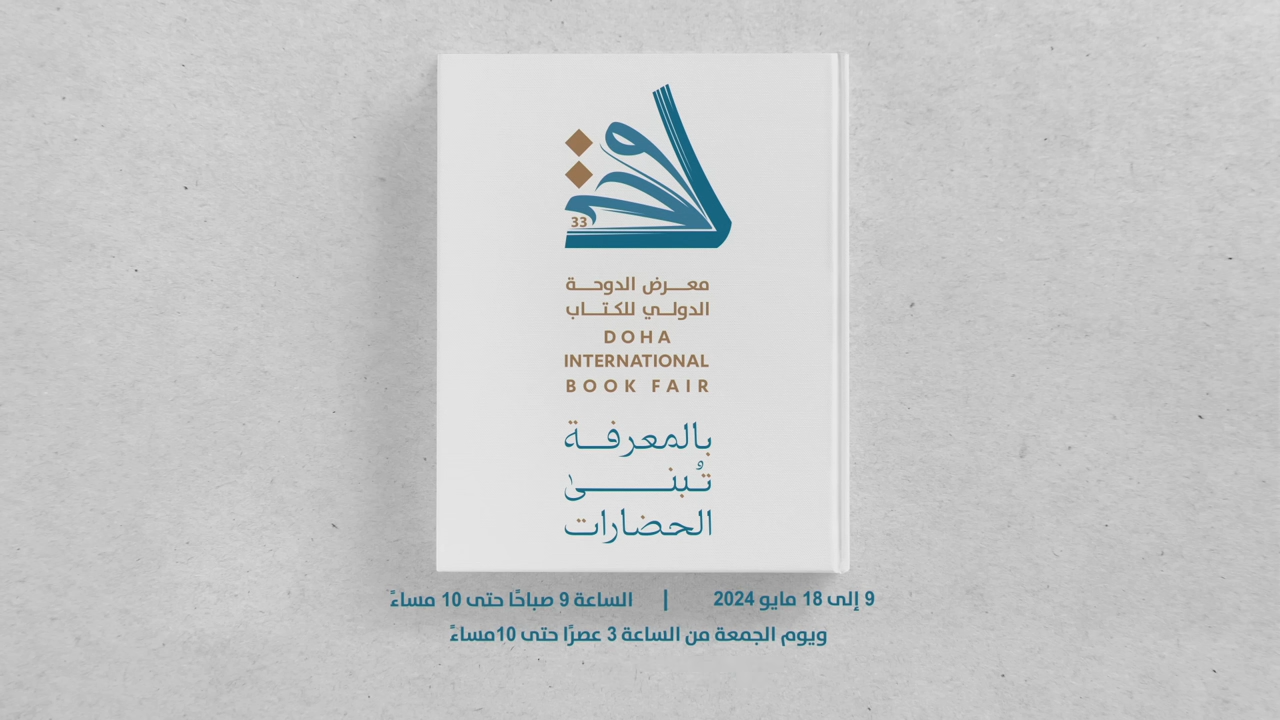 33
معرض الدوحة
الدولي للكتاب
DOHA
INTERNATIONAL
BOOK FAIR
بالمعرفة
تُبنى
الحضارات
9 إلى 18 مايو 2024 | الساعة 9 صباحًا حتى 10 مساءً
ويوم الجمعة من الساعة 3 عصرًا حتى 10مساءً